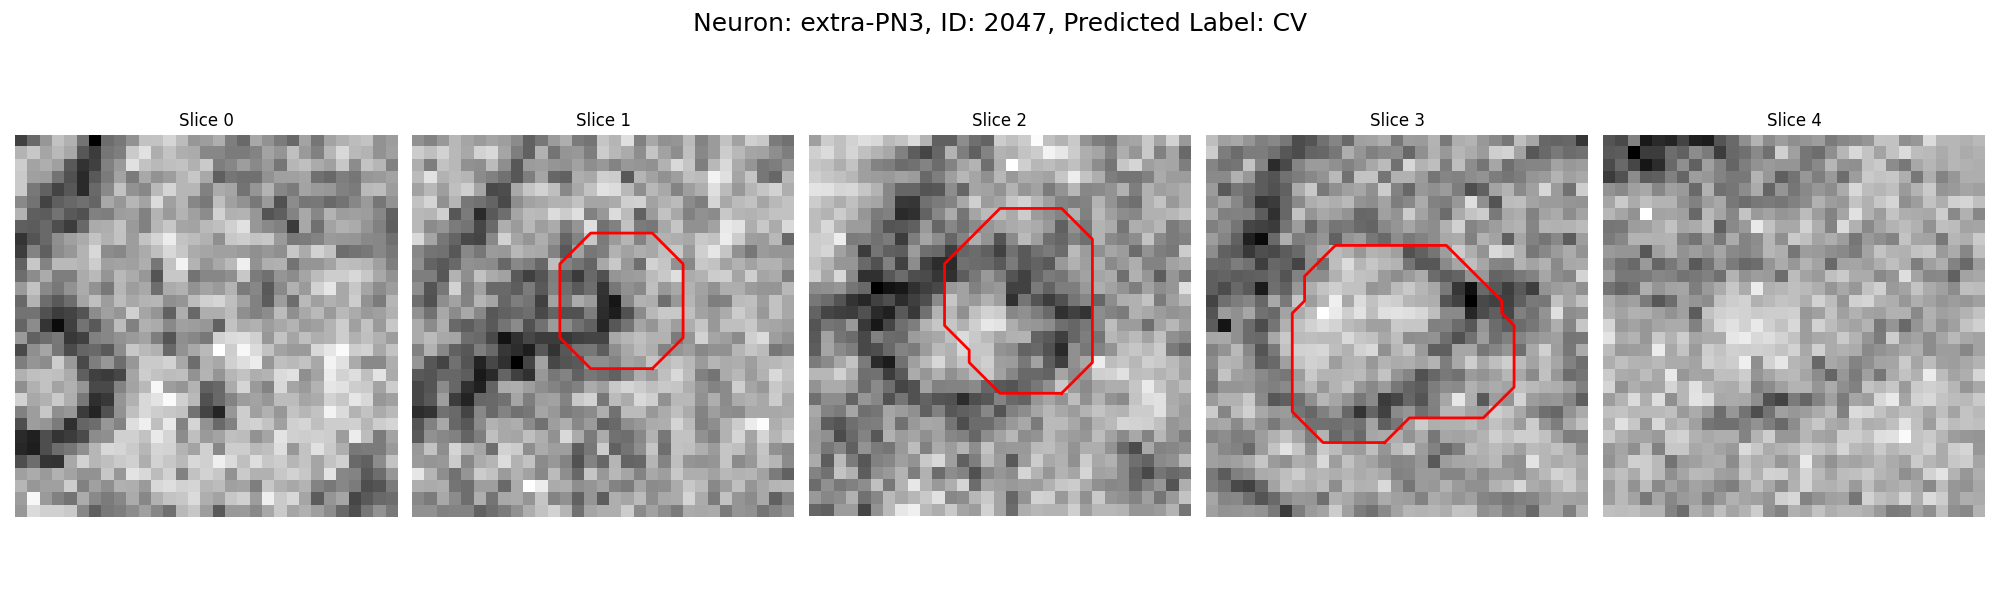 Neuron: extra-PN3, ID: 2047, Predicted Label: CV
Slice 0
Slice 1
Slice 2
Slice 3
Slice 4